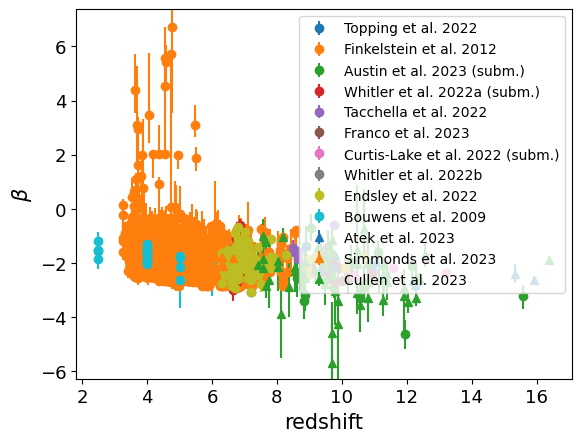 Topping et al. 2022
Finkelstein et al. 2012
Austin et al. 2023 (subm.)
Whitler et al. 2022a (subm.)
Tacchella et al. 2022
Franco et al. 2023
Curtis-Lake et al. 2022 (subm.)
Whitler et al. 2022b
Endsley et al. 2022
Bouwens et al. 2009
Atek et al. 2023
Simmonds et al. 2023
Cullen et al. 2023
6
4
2
0
−2
−4
−6
β
2 4 6 8 10 12 14 16
redshift